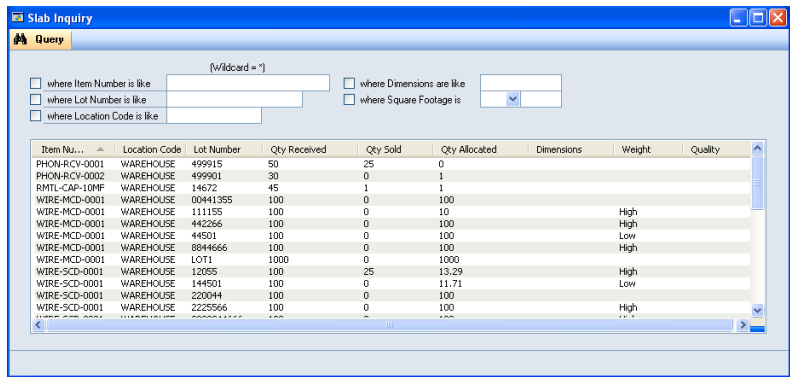 Slab Inquiry
Query
(Wildcard = *)
where Item Number is like
where Dimensions are like
where Lot Number is like
where Square Footage is
where Location Code is like
Item Nu... Location Code Lot Number Qty Received Qty Sold Qty Allocated Dimensions Weight Quality
PHON-RCV-0001 WAREHOUSE 499915 50 25 0
PHON-RCV-0002 WAREHOUSE 499901 30 0 1
RMTL-CAP-10MF WAREHOUSE 14672 45 1 1
WIRE-MCD-0001 WAREHOUSE 00441355 100 0 100
WIRE-MCD-0001 WAREHOUSE 111155 100 0 10 High
WIRE-MCD-0001 WAREHOUSE 442266 100 0 100 High
WIRE-MCD-0001 WAREHOUSE 44501 100 0 100 Low
WIRE-MCD-0001 WAREHOUSE 8844666 100 0 100 High
WIRE-MCD-0001 WAREHOUSE LOT1 1000 0 1000
WIRE-SCD-0001 WAREHOUSE 12055 100 25 13.29 High
WIRE-SCD-0001 WAREHOUSE 144501 100 0 11.71 Low
WIRE-SCD-0001 WAREHOUSE 220044 100 0 100
WIRE-SCD-0001 WAREHOUSE 2225566 100 0 100 High